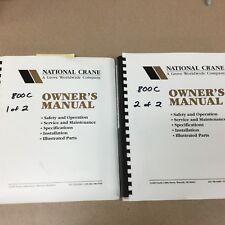 NATIONAL CRANE
A Grove Worldwide Company
800C
1 of 2
OWNER'S
MANUAL
• Safety and Operation
• Service and Maintenance
• Specifications
• Installation
• Illustrated Parts
NATIONAL CRANE
A Grove Worldwide Company
800C
2 of 2
OWNER'S
MANUAL
• Safety and Operation
• Service and Maintenance
• Specifications
• Installation
• Illustrated Parts